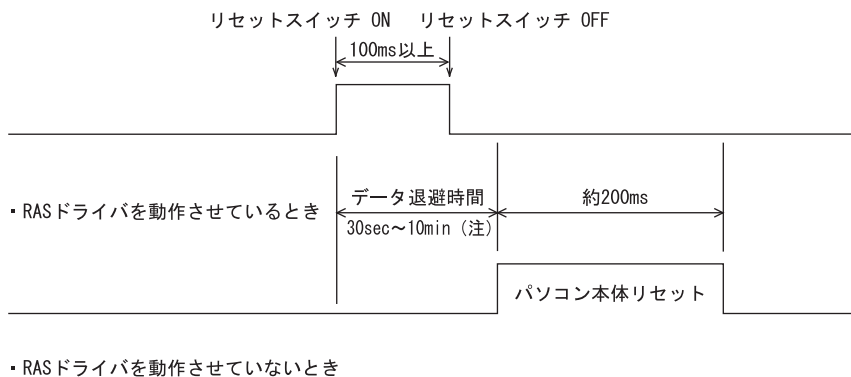 リセットスイッチ ON リセットスイッチ OFF
100ms以上
・RASドライバを動作させているとき
データ退避時間
30sec～10min（注）
約200ms
パソコン本体リセット
・RASドライバを動作させていないとき